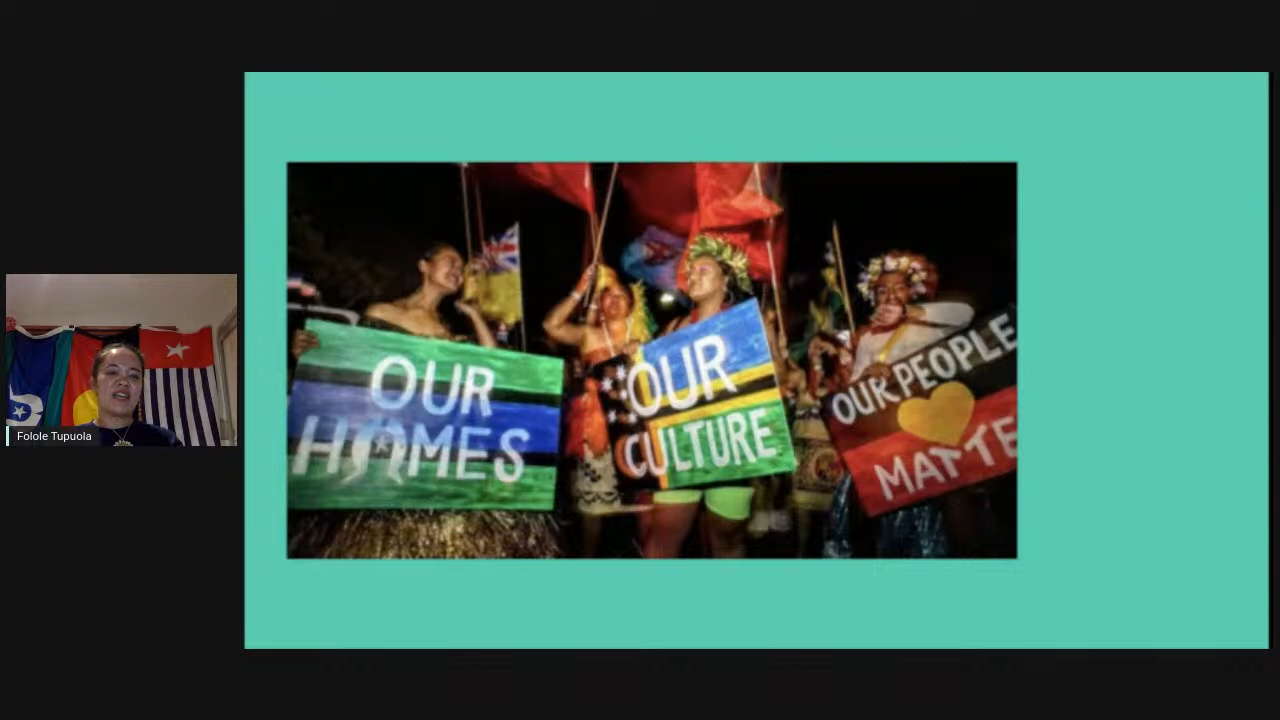 OUR
HOMES
OUR
CULTURE
OUR PEOPLE
MATTE
Folole Tupuola